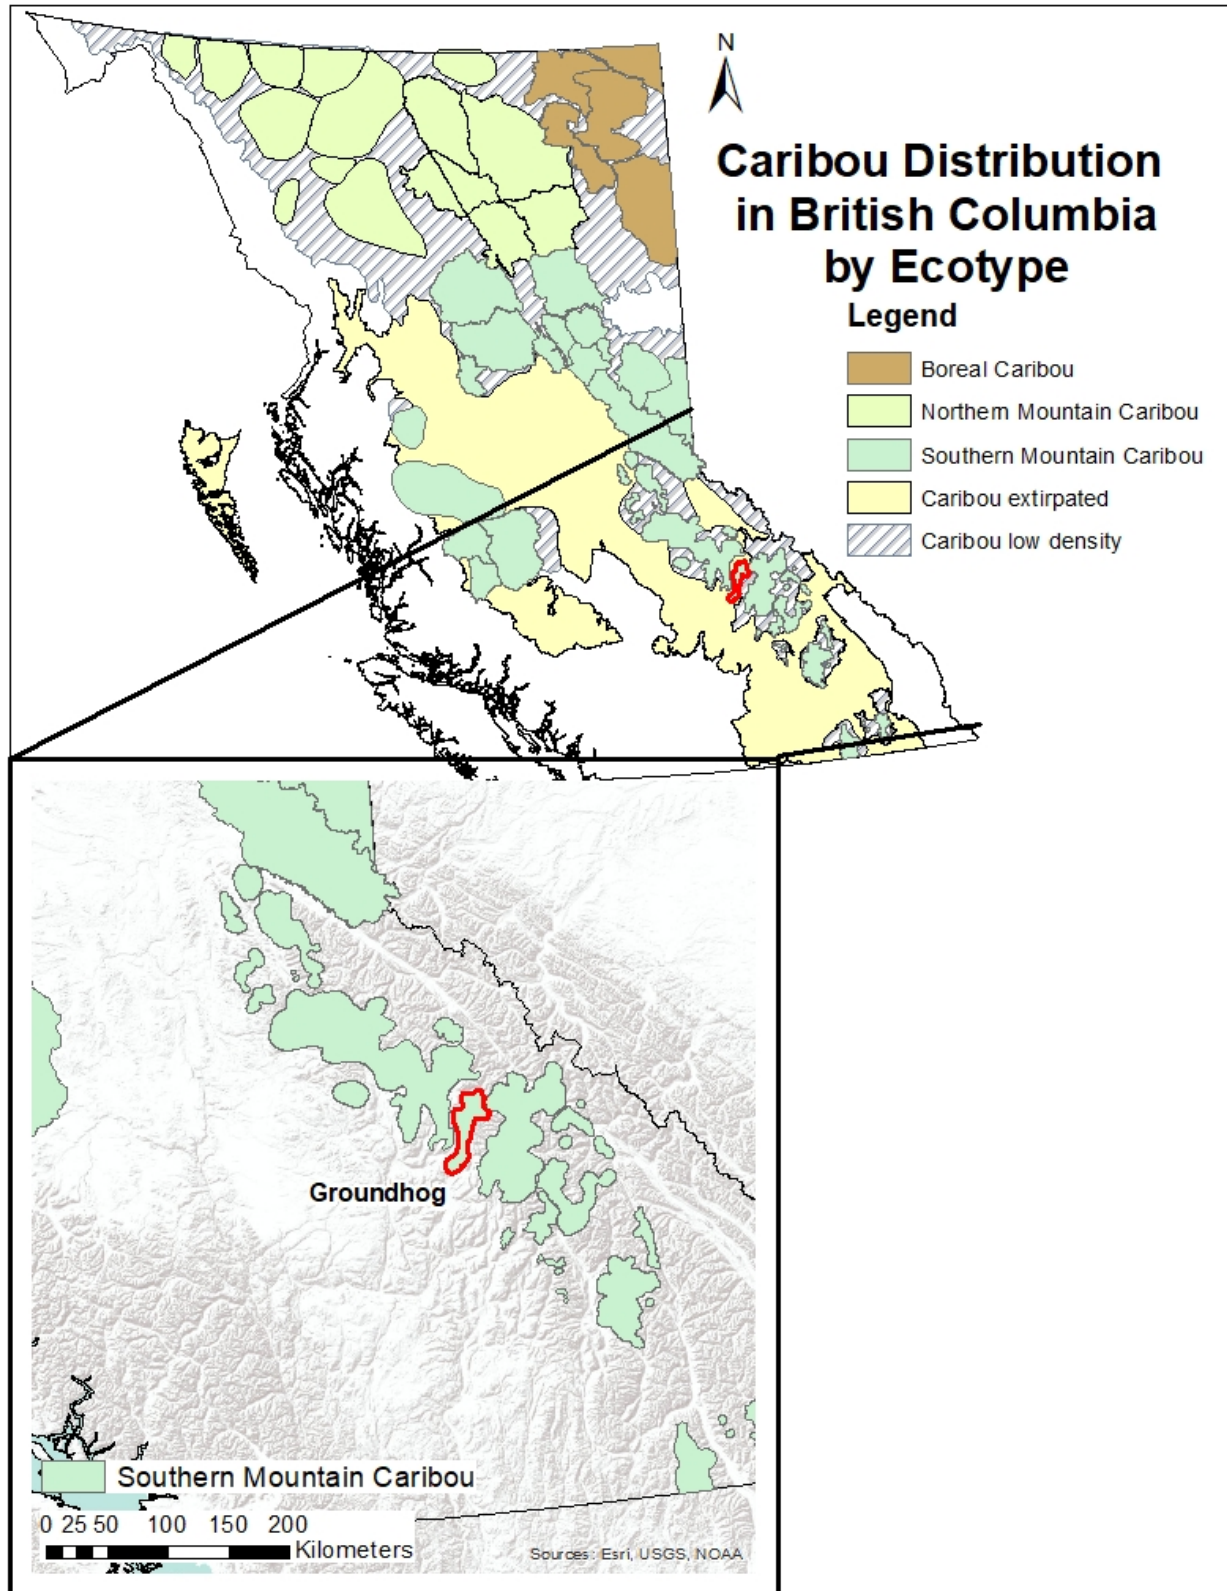 N
Caribou Distribution
in British Columbia
by Ecotype
Legend
Boreal Caribou
Northern Mountain Caribou
Southern Mountain Caribou
Caribou extirpated
Caribou low density
Groundhog
Southern Mountain Caribou
0 25 50 100 150 200
Kilometers
Sources: Esri, USGS, NOAA